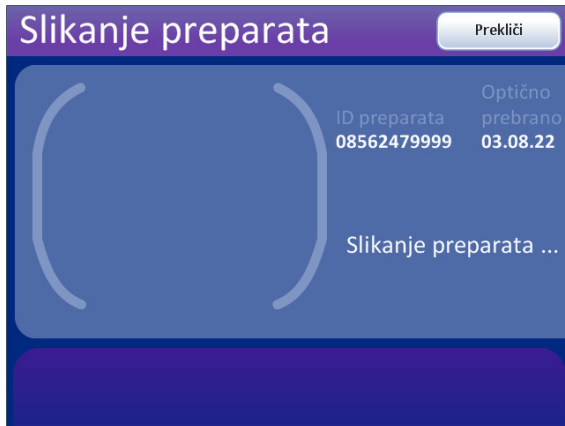 Slikanje preparata
Prekliči
Optično
ID preparata prebrano
08562479999 03.08.22
Slikanje preparata ...